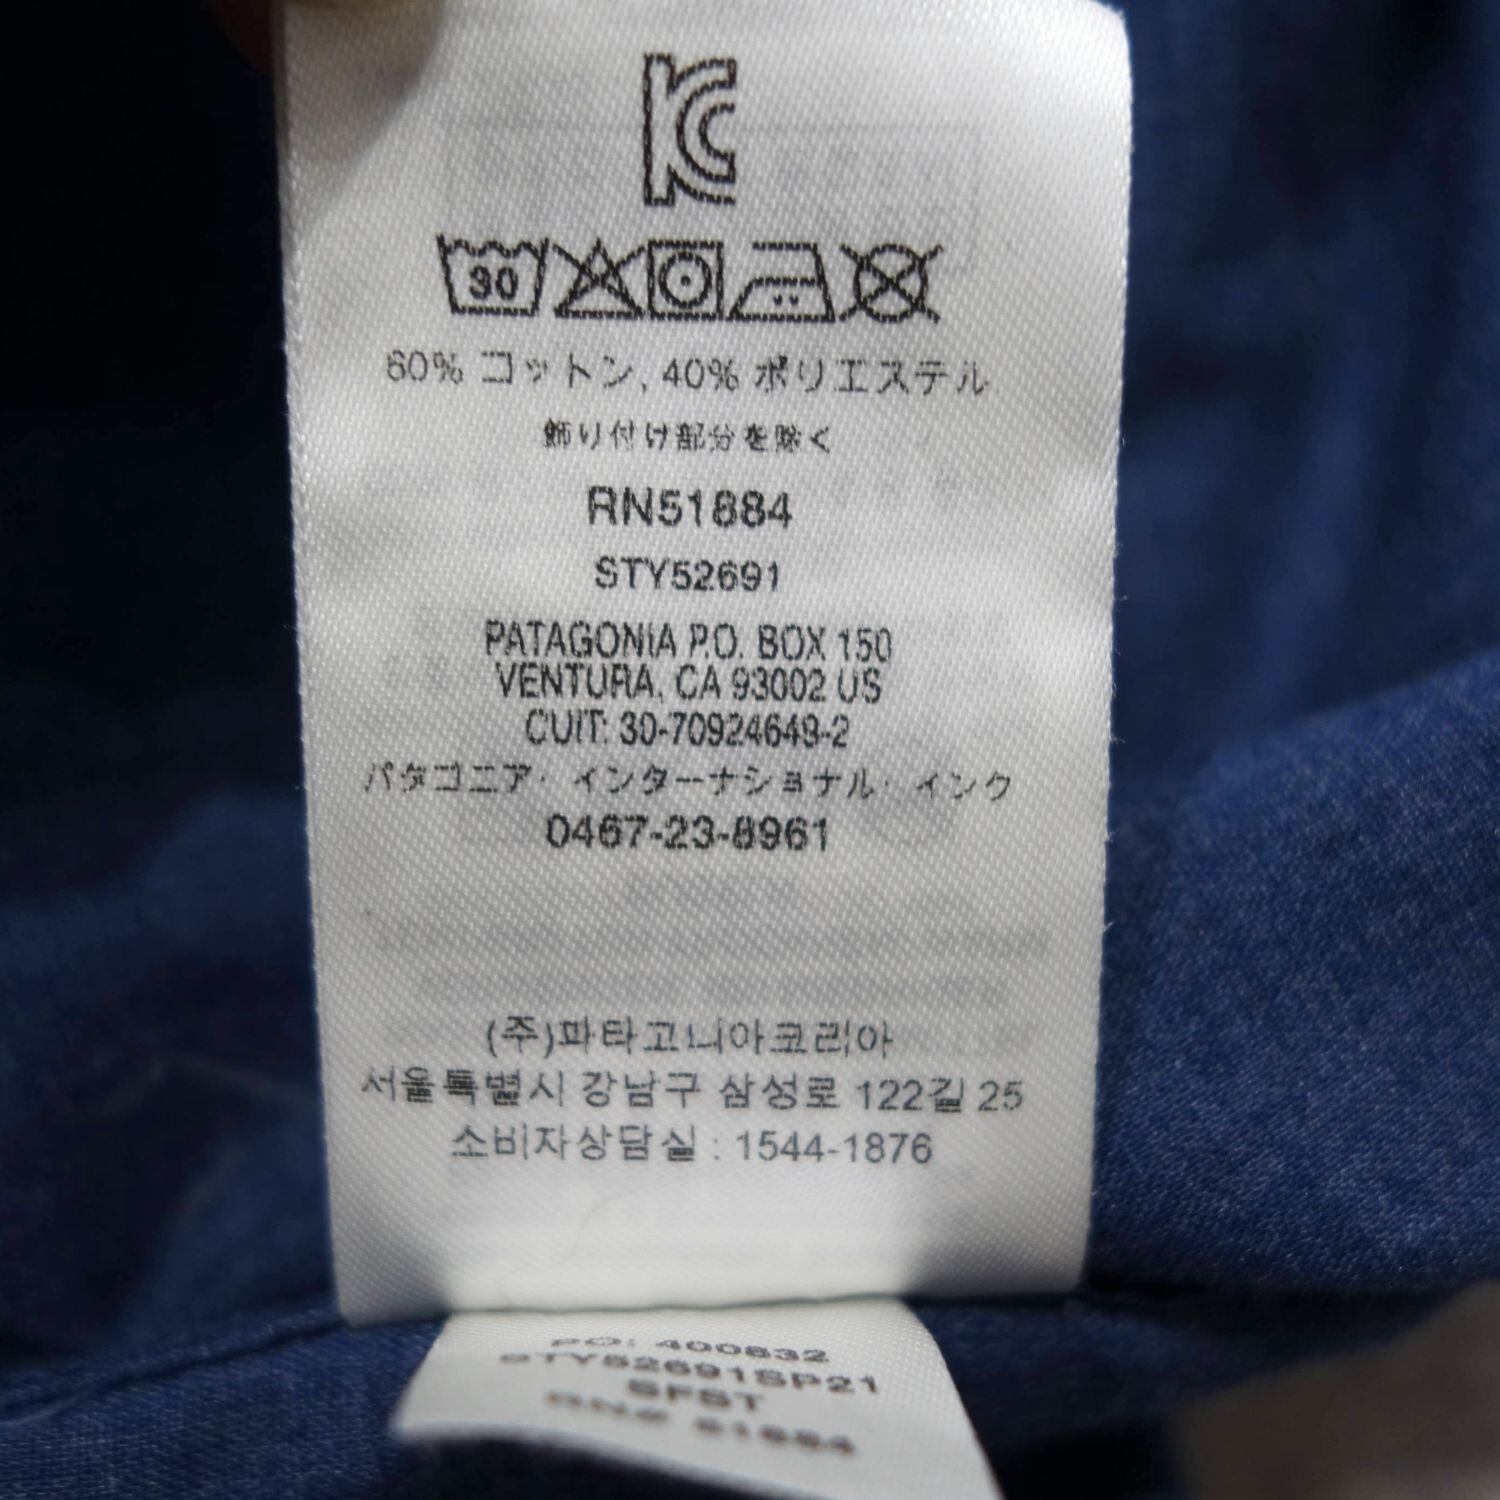 KC
30
60% コットン, 40% ポリエステル
飾り付け部分を除く
RN51884
STY52691
PATAGONIA P.O. BOX 150
VENTURA, CA 93002 US
CUIT: 30-70924649-2
パタゴニア・インターナショナル・インク
0467-23-8961
(주)파타고니아코리아
서울특별시 강남구 삼성로 122길 25
소비자상담실 : 1544-1876
PO: 400832
STY52691SP21
SFST
RN# 51884